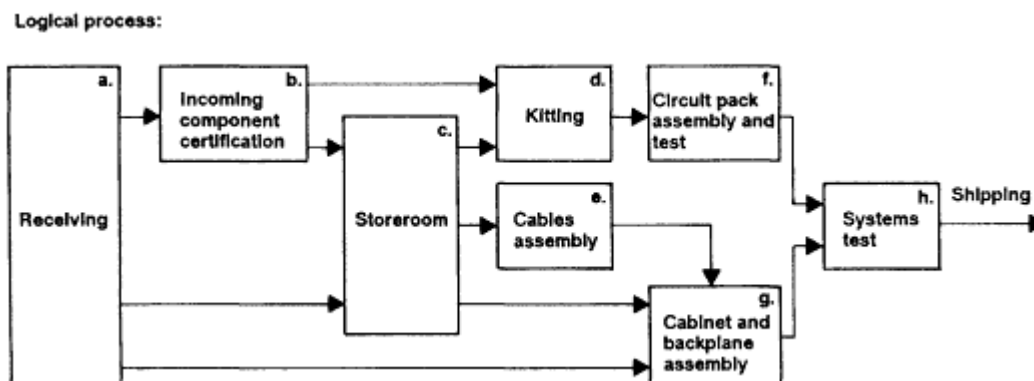 Logical process:
a.
Receiving
b.
Incoming
component
certification
c.
Storeroom
d.
Kitting
e.
Cables
assembly
f.
Circuit pack
assembly and
test
g.
Cabinet and
backplane
assembly
h.
Systems
test
Shipping